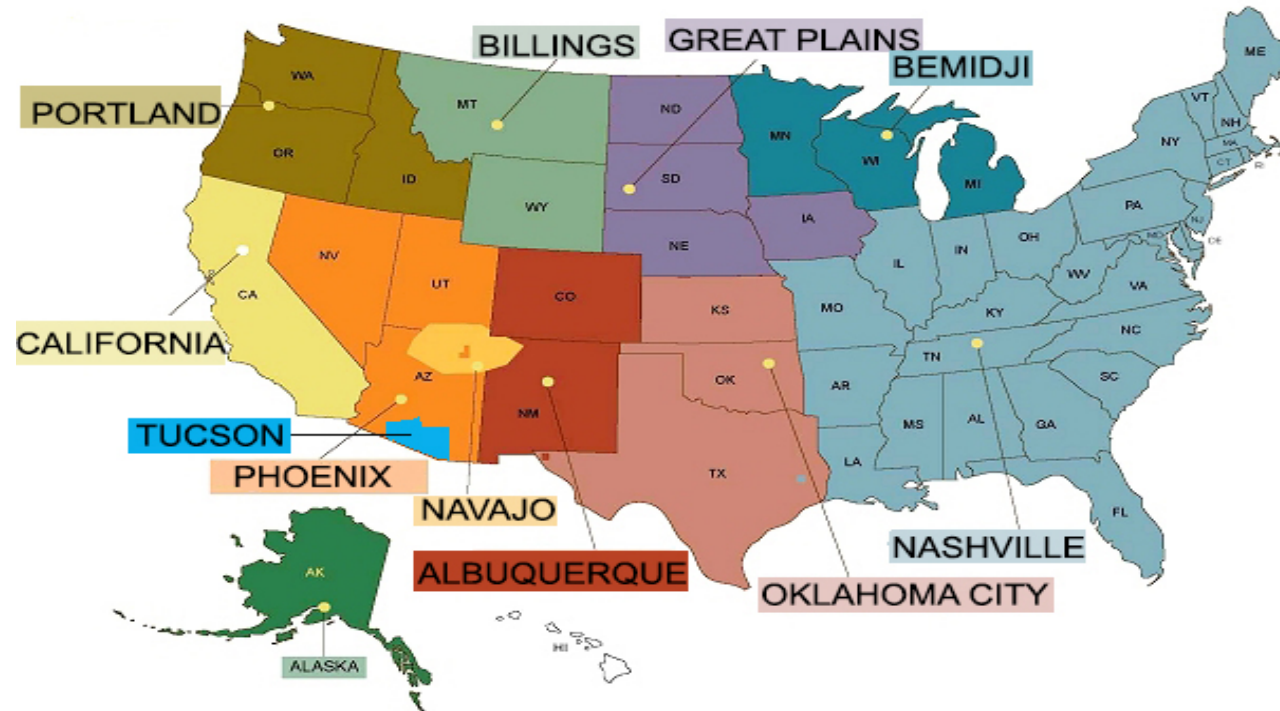 BILLINGS
GREAT PLAINS
BEMIDJI
PORTLAND
WA
MT
ND
MN
ME
VT
NH
NY
MA
CT
RI
OR
ID
WY
SD
WI
MI
IA
NE
PA
NJ
MD
DE
NV
UT
CO
KS
MO
IL
IN
OH
WV
VA
KY
CA
CALIFORNIA
AZ
NM
OK
AR
TN
NC
SC
MS
AL
GA
TX
LA
FL
TUCSON
PHOENIX
NAVAJO
ALBUQUERQUE
NASHVILLE
OKLAHOMA CITY
AK
ALASKA
HI